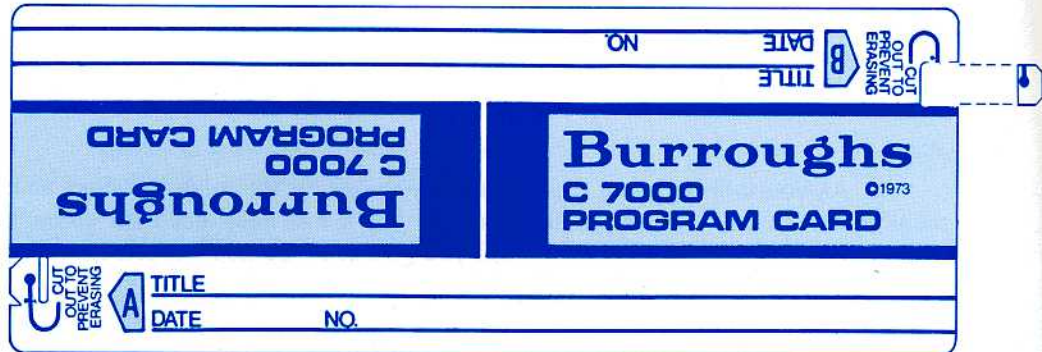 NO.
DATE
TITLE
B
CUT
OUT TO
PREVENT
ERASING
Burroughs
C 7000
PROGRAM CARD
Burroughs
C 7000 ©1973
PROGRAM CARD
CUT
OUT TO
PREVENT
ERASING
A
TITLE
DATE NO.